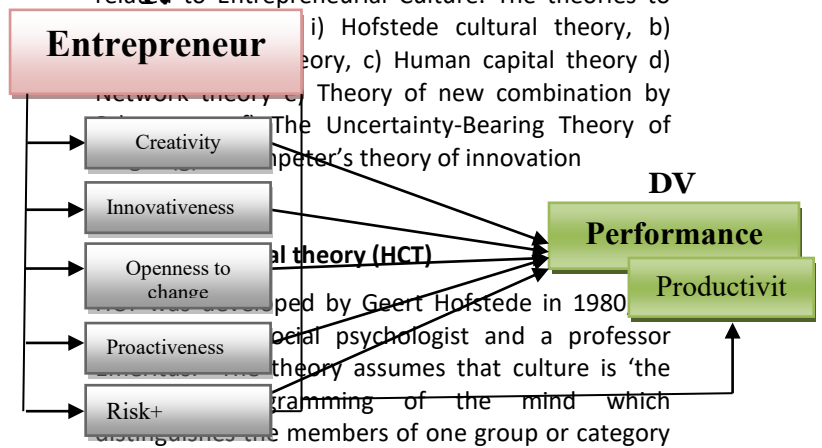 related to Entrepreneurial Culture. The theories to
Entrepreneur
i) Hofstede cultural theory, b)
eory, c) Human capital theory d)
Network theory e) Theory of new combination by
f) The Uncertainty-Bearing Theory of
mpeter's theory of innovation
Creativity
Innovativeness
Openness to
change
Proactiveness
Risk+
DV
Performance
Productivit
al theory (HCT)
ped by Geert Hofstede in 1980.
ocial psychologist and a professor
theory assumes that culture is 'the
gramming of the mind which
distinguishes the members of one group or category